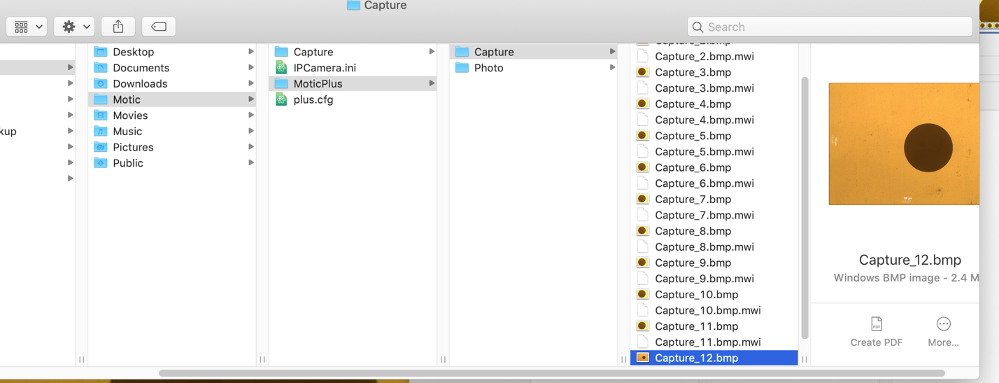 Capture
Search
kup
Desktop
Documents
Downloads
Motic
Movies
Music
Pictures
Public
Capture
IPCamera.ini
MoticPlus
plus.cfg
Capture
Photo
Capture_2.bmp.mwi
Capture_3.bmp
Capture_3.bmp.mwi
Capture_4.bmp
Capture_4.bmp.mwi
Capture_5.bmp
Capture_5.bmp.mwi
Capture_6.bmp
Capture_6.bmp.mwi
Capture_7.bmp
Capture_7.bmp.mwi
Capture_8.bmp
Capture_8.bmp.mwi
Capture_9.bmp
Capture_9.bmp.mwi
Capture_10.bmp
Capture_10.bmp.mwi
Capture_11.bmp
Capture_11.bmp.mwi
Capture_12.bmp
Capture_12.bmp
Windows BMP image - 2.4 M
PDF
Create PDF
More...